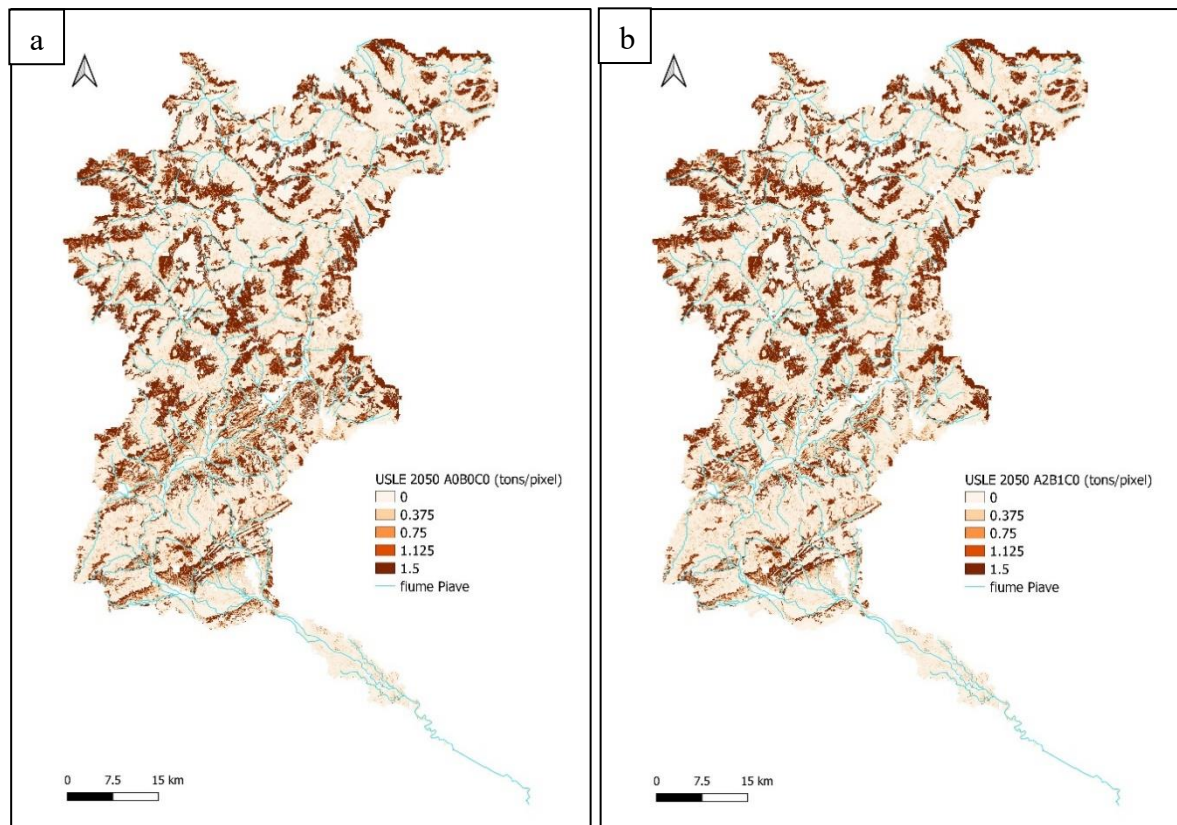 a
USLE 2050 A0B0C0 (tons/pixel)
0
0.375
0.75
1.125
1.5
fiume Piave
0 7.5 15 km
b
USLE 2050 A2B1C0 (tons/pixel)
0
0.375
0.75
1.125
1.5
fiume Piave
0 7.5 15 km